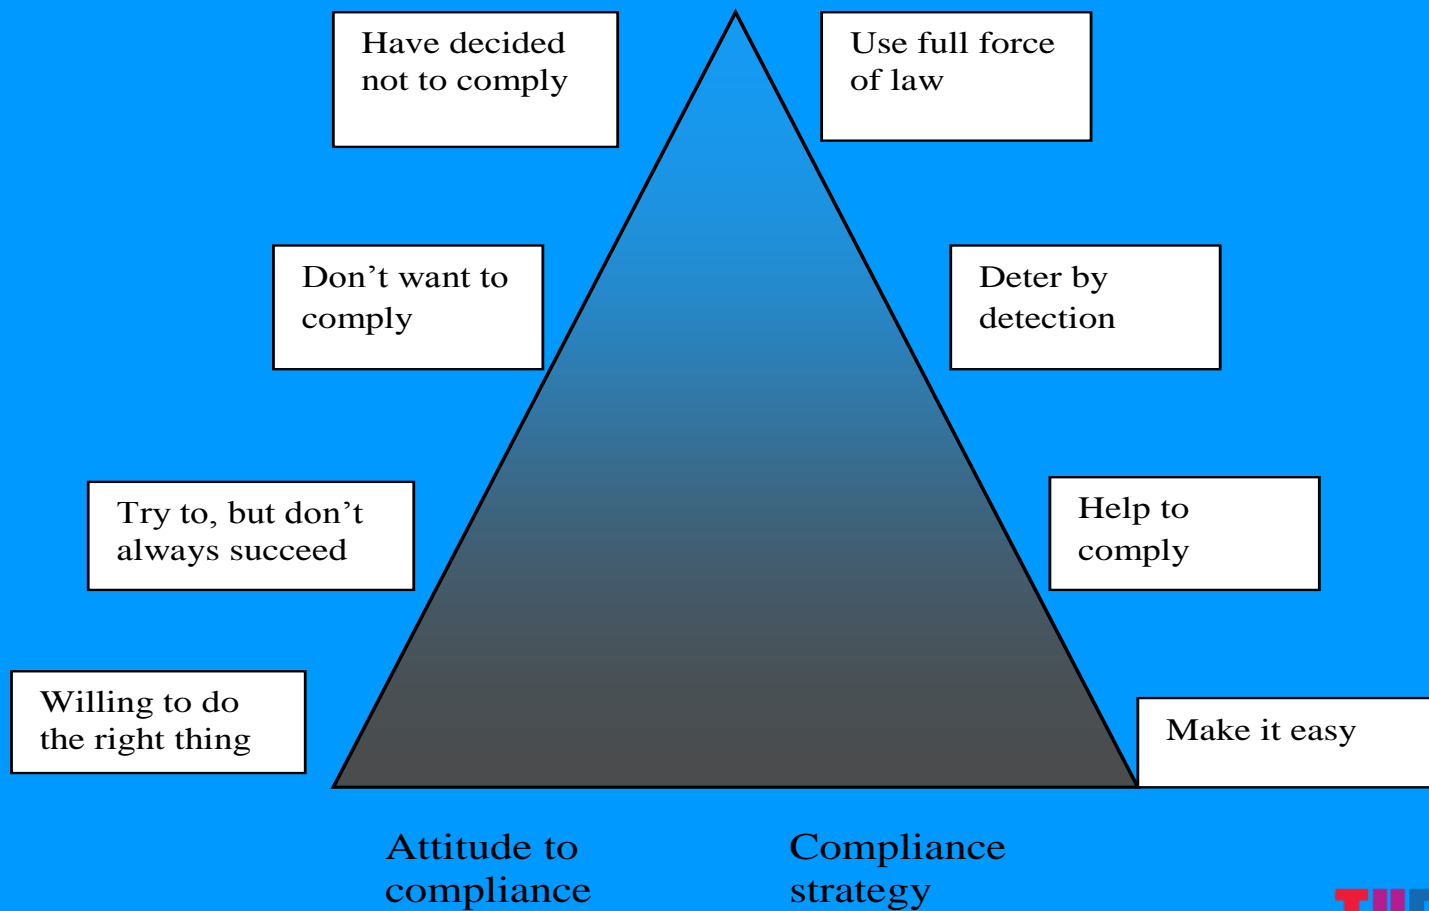 Have decided
not to comply
Use full force
of law
Don’t want to
comply
Deter by
detection
Try to, but don’t
always succeed
Help to
comply
Willing to do
the right thing
Make it easy
Attitude to
compliance
Compliance
strategy